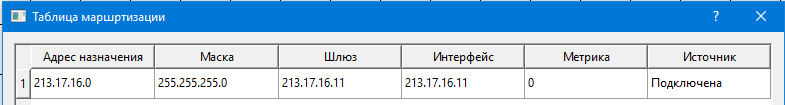 Таблица маршртизации
?
Адрес назначения Маска Шлюз Интерфейс Метрика Источник
1 213.17.16.0 255.255.255.0 213.17.16.11 213.17.16.11 0 Подключена